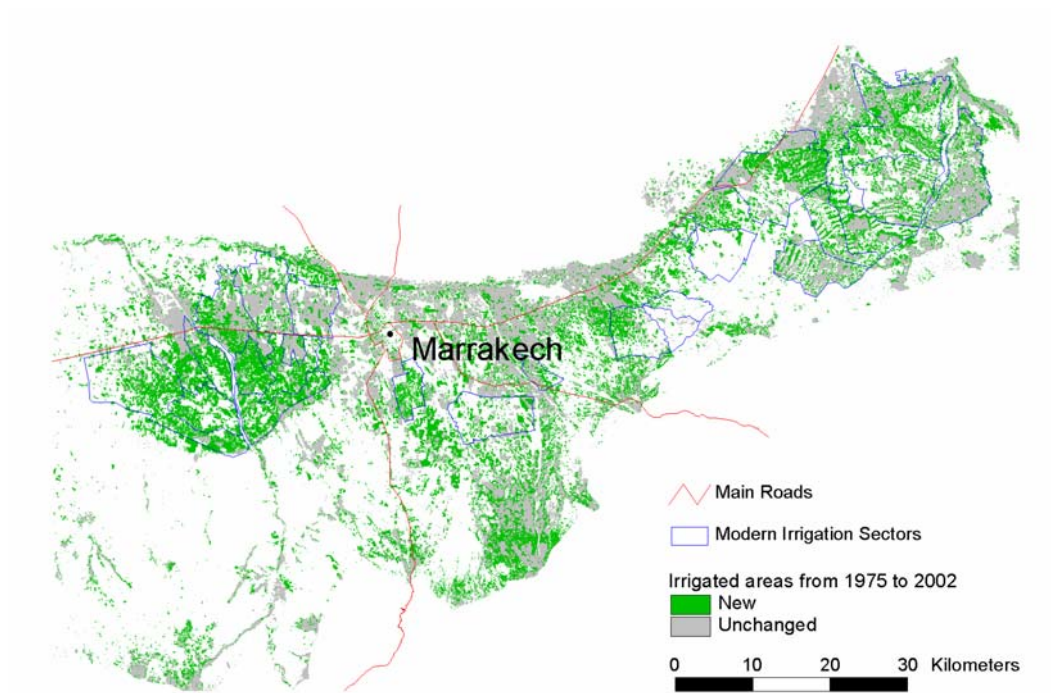 Marrakech
Main Roads
Modern Irrigation Sectors
Irrigated areas from 1975 to 2002
New
Unchanged
0 10 20 30 Kilometers